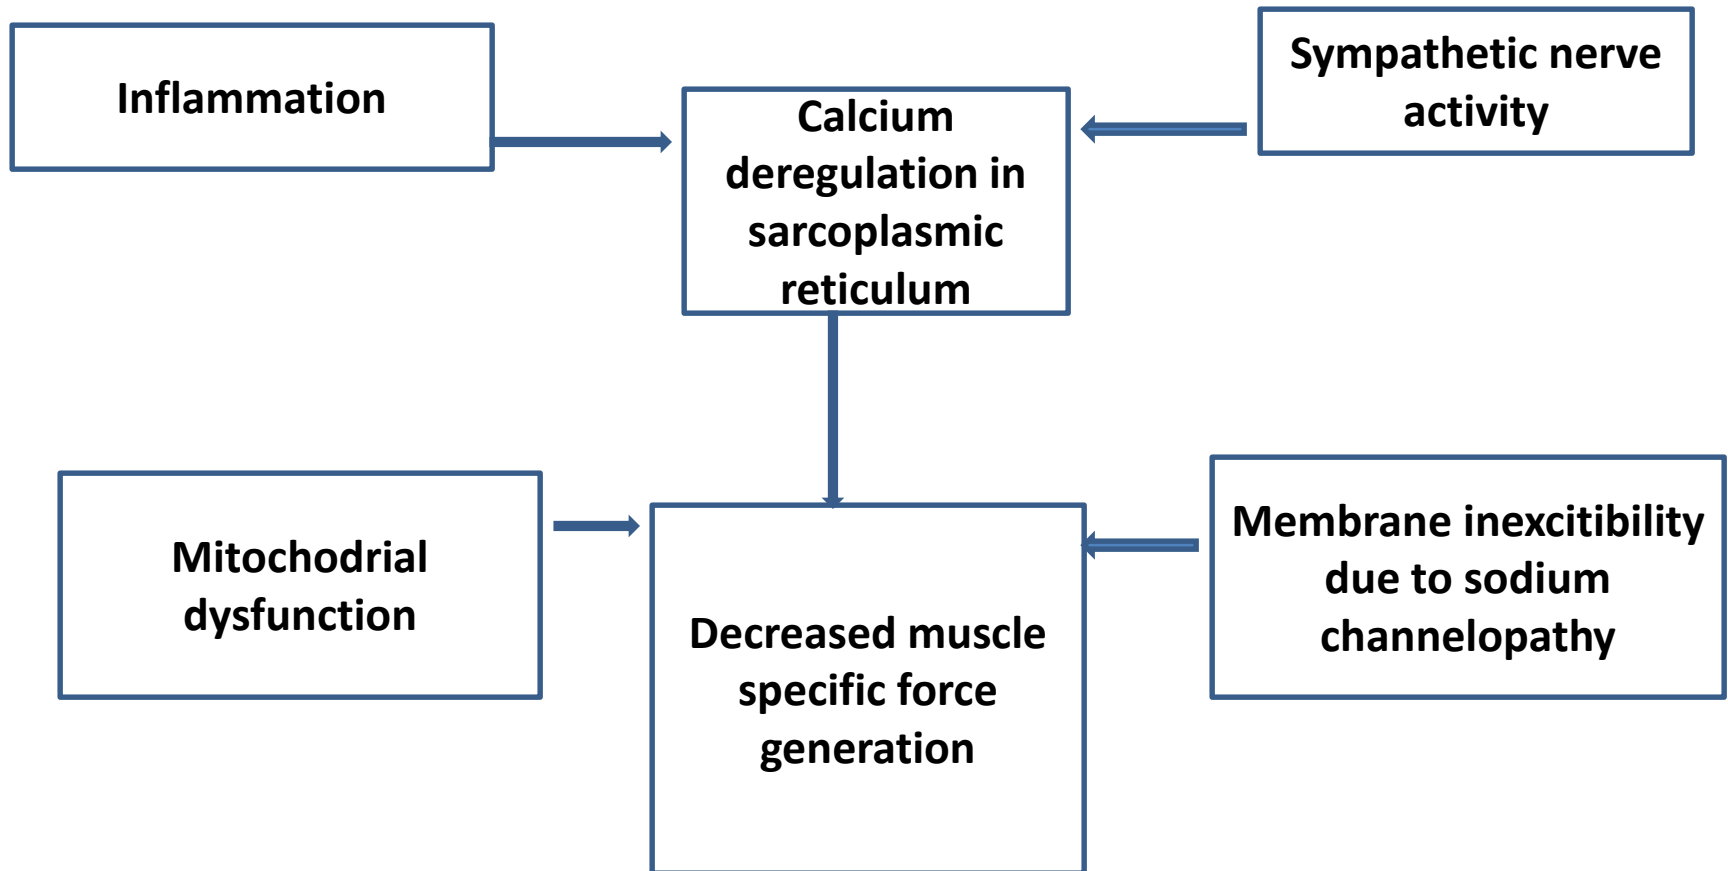 Inflammation
Sympathetic nerve
activity
Calcium
deregulation in
sarcoplasmic
reticulum
Mitochodrial
dysfunction
Membrane inexcitibility
due to sodium
channelopathy
Decreased muscle
specific force
generation